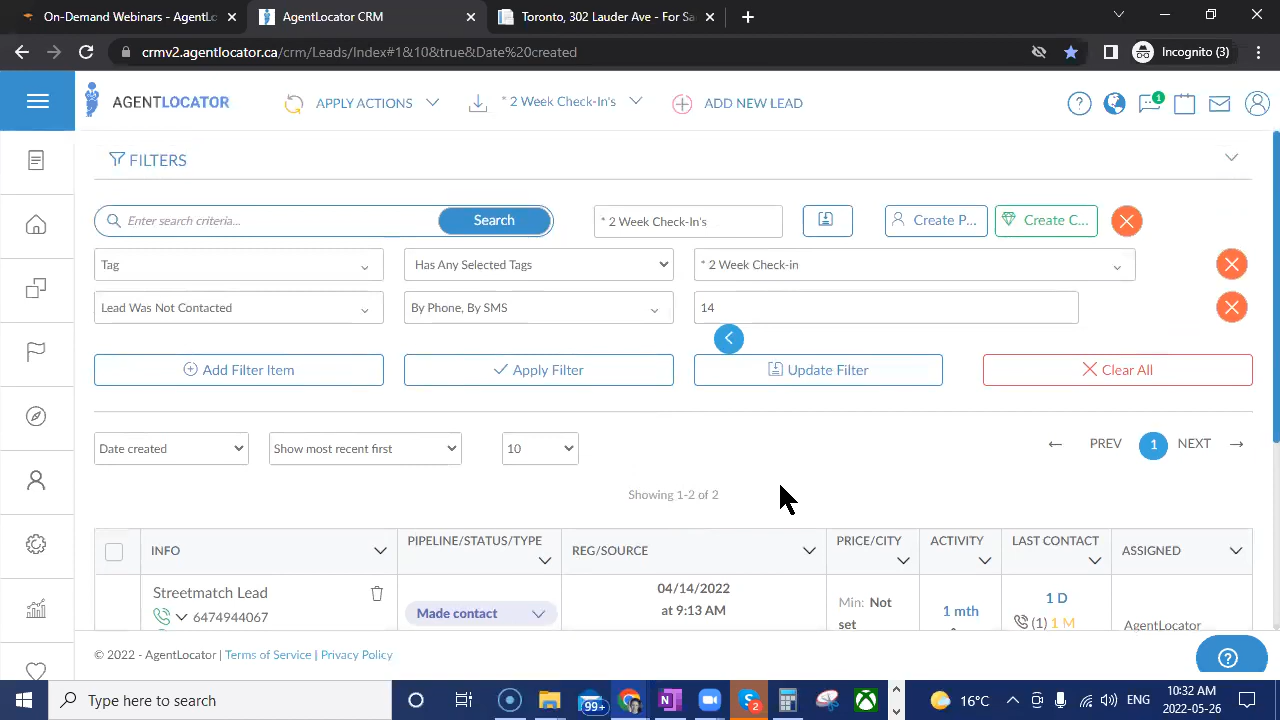 On-Demand Webinars - AgentLo
AgentLocator CRM
Toronto, 302 Lauder Ave - For Sa
crmv2.agentlocator.ca/crm/Leads/Index#1&10&true&Date%20created
Incognito (3)
AGENTLOCATOR
APPLY ACTIONS
* 2 Week Check-In's
ADD NEW LEAD
1
FILTERS
Enter search criteria...
Search
* 2 Week Check-In's
Create P...
Create C...
Tag
Has Any Selected Tags
* 2 Week Check-in
Lead Was Not Contacted
By Phone, By SMS
14
Add Filter Item
Apply Filter
Update Filter
Clear All
Date created
Show most recent first
10
PREV
1
NEXT
Showing 1-2 of 2
INFO
PIPELINE/STATUS/TYPE
REG/SOURCE
PRICE/CITY
ACTIVITY
LAST CONTACT
ASSIGNED
Streetmatch Lead
6474944067
Made contact
04/14/2022
at 9:13 AM
Min: Not
set
1 mth
1 D
(1) 1 M
AgentLocator
© 2022 - AgentLocator | Terms of Service | Privacy Policy
Type here to search
99+
2
16°C
ENG
10:32 AM
2022-05-26